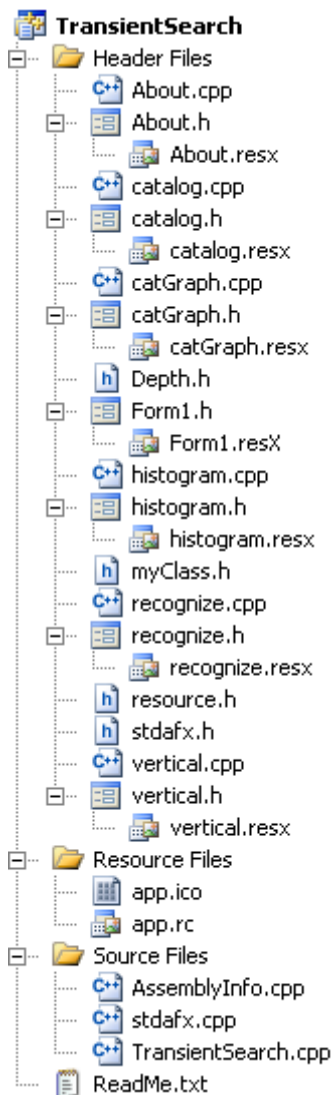 TransientSearch
Header Files
About.cpp
About.h
About.resx
catalog.cpp
catalog.h
catalog.resx
catGraph.cpp
catGraph.h
catGraph.resx
Depth.h
Form1.h
Form1.resX
histogram.cpp
histogram.h
histogram.resx
myClass.h
recognize.cpp
recognize.h
recognize.resx
resource.h
stdafx.h
vertical.cpp
vertical.h
vertical.resx
Resource Files
app.ico
app.rc
Source Files
AssemblyInfo.cpp
stdafx.cpp
TransientSearch.cpp
ReadMe.txt